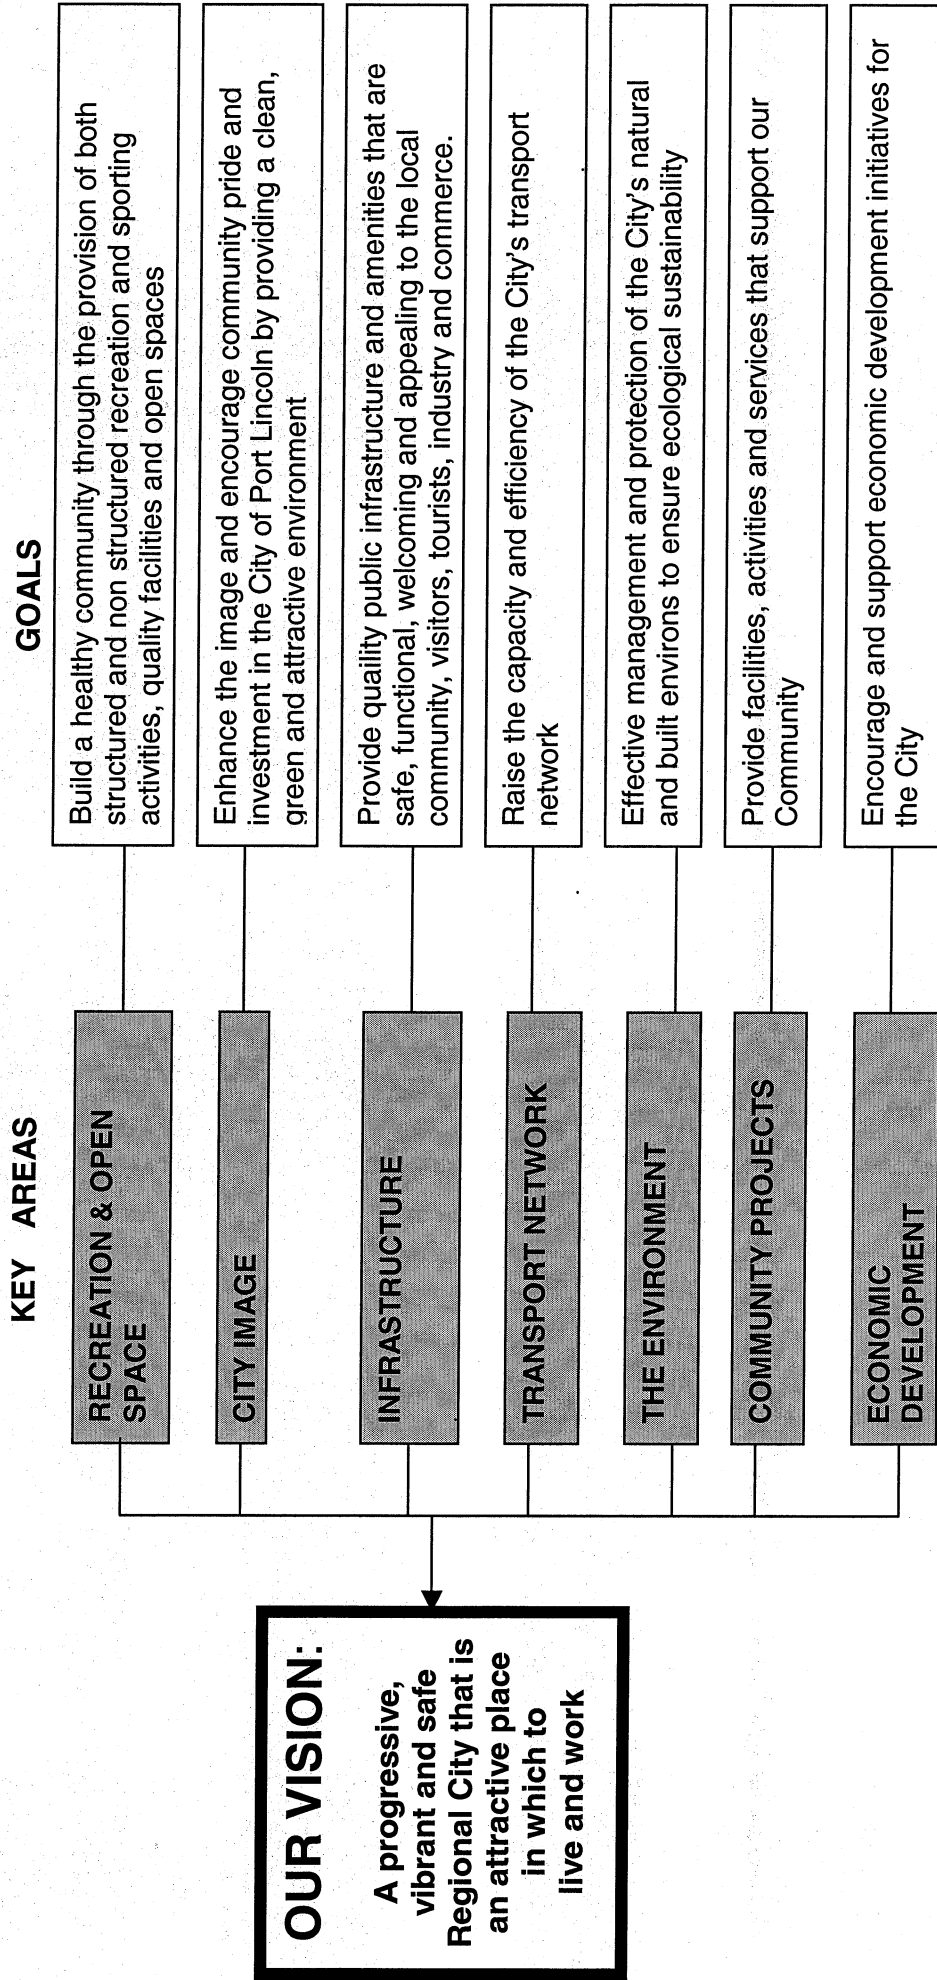 KEY AREAS
GOALS
OUR VISION:
A progressive,
vibrant and safe
Regional City that is
an attractive place
in which to
live and work
RECREATION & OPEN
SPACE
Build a healthy community through the provision of both
structured and non structured recreation and sporting
activities, quality facilities and open spaces
CITY IMAGE
Enhance the image and encourage community pride and
investment in the City of Port Lincoln by providing a clean,
green and attractive environment
INFRASTRUCTURE
Provide quaility public infrastructure and amenities that are
safe, functional, welcoming and appealing to the local
community, visitors, tourists, industry and commerce.
TRANSPORT NETWORK
Raise the capacity and efficiency of the City's transport
network
THE ENVIRONMENT
Effective management and protection of the City's natural
and built environs to ensure ecological sustainability
COMMUNITY PROJECTS
Provide facilities, activities and services that support our
Community
ECONOMIC
DEVELOPMENT
Encourage and support economic development initiatives for
the City